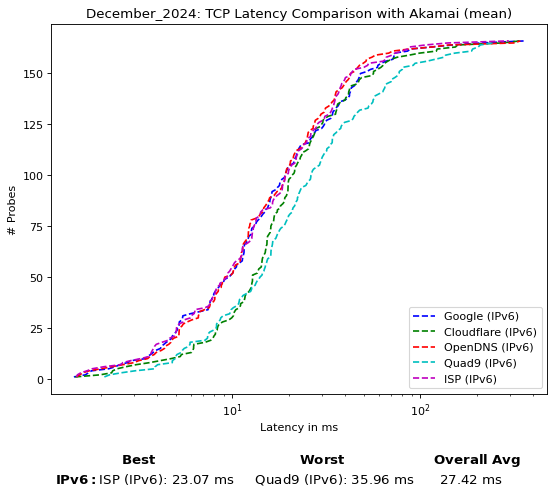 December_2024: TCP Latency Comparison with Akamai (mean)
# Probes
150
125
100
75
50
25
0
Google (IPv6)
Cloudflare (IPv6)
OpenDNS (IPv6)
Quad9 (IPv6)
ISP (IPv6)
10¹ 10²
Latency in ms
Best Worst Overall Avg
IPv6: ISP (IPv6): 23.07 ms Quad9 (IPv6): 35.96 ms 27.42 ms